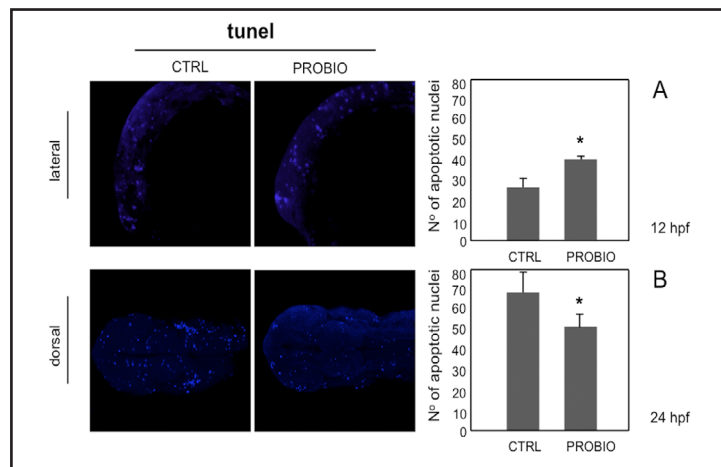 tunel
CTRL PROBIO
lateral
dorsal
Nº of apoptotic nuclei
80
70
60
50
40
30
20
10
0
*
CTRL PROBIO
A
12 hpf
Nº of apoptotic nuclei
80
70
60
50
40
30
20
10
0
*
CTRL PROBIO
B
24 hpf